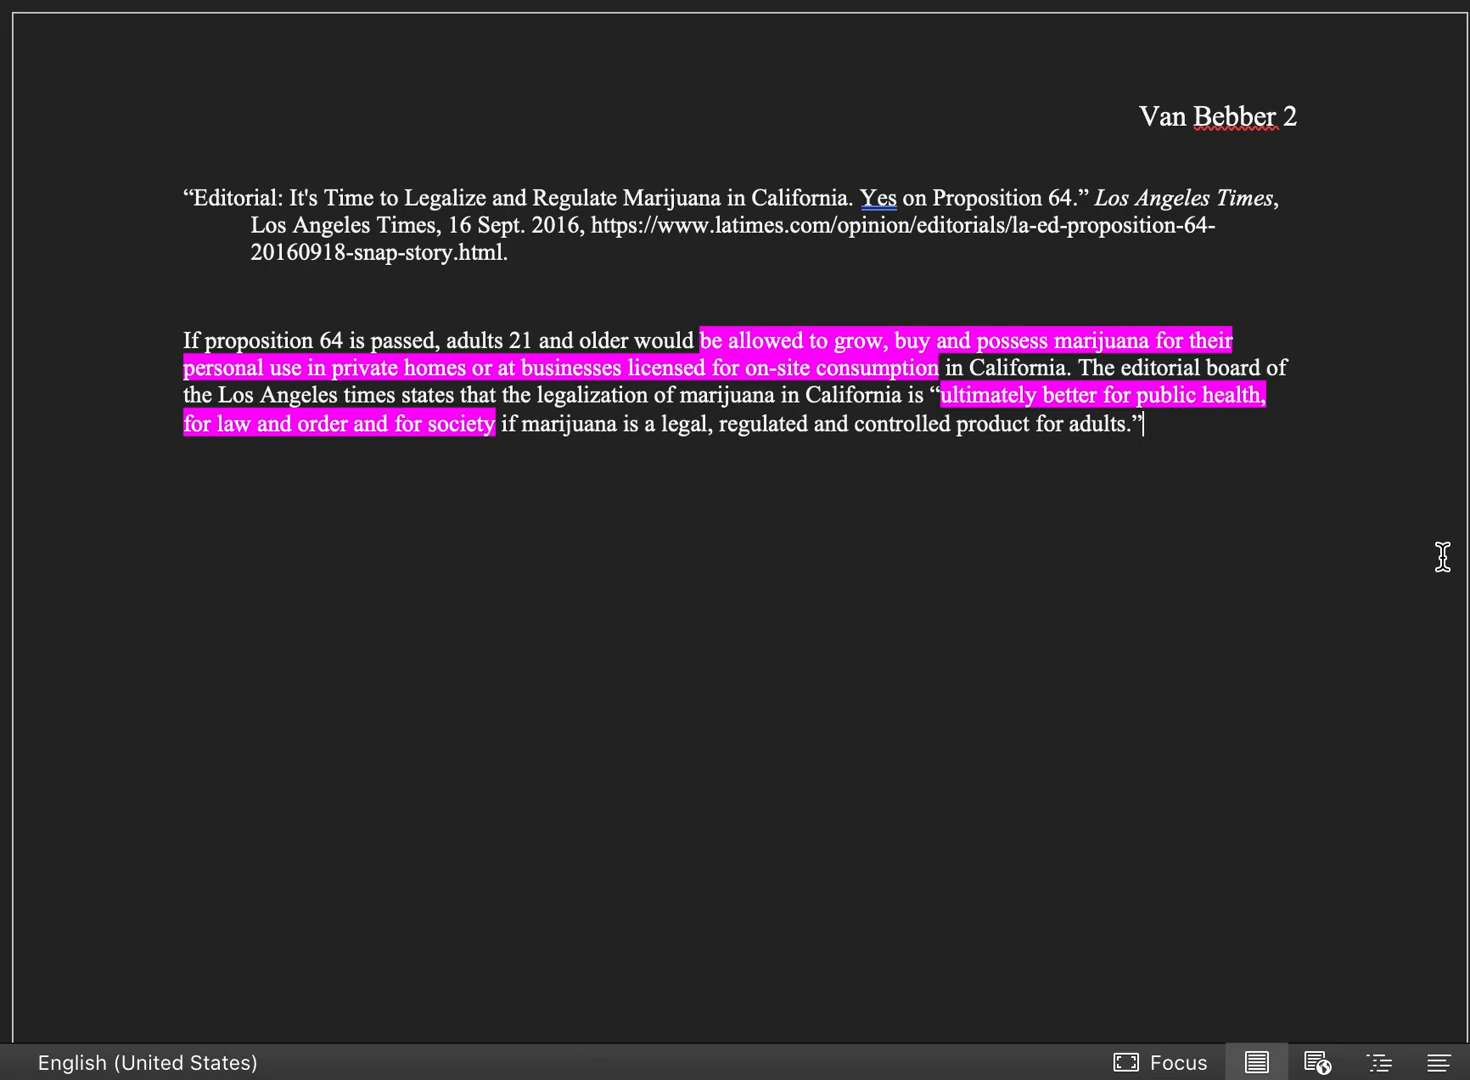 Van Bebber 2
“Editorial: It's Time to Legalize and Regulate Marijuana in California. Yes on Proposition 64.” Los Angeles Times,
Los Angeles Times, 16 Sept. 2016, https://www.latimes.com/opinion/editorials/la-ed-proposition-64-
20160918-snap-story.html.
If proposition 64 is passed, adults 21 and older would be allowed to grow, buy and possess marijuana for their
personal use in private homes or at businesses licensed for on-site consumption in California. The editorial board of
the Los Angeles times states that the legalization of marijuana in California is “ultimately better for public health,
for law and order and for society if marijuana is a legal, regulated and controlled product for adults.”
English (United States)
Focus